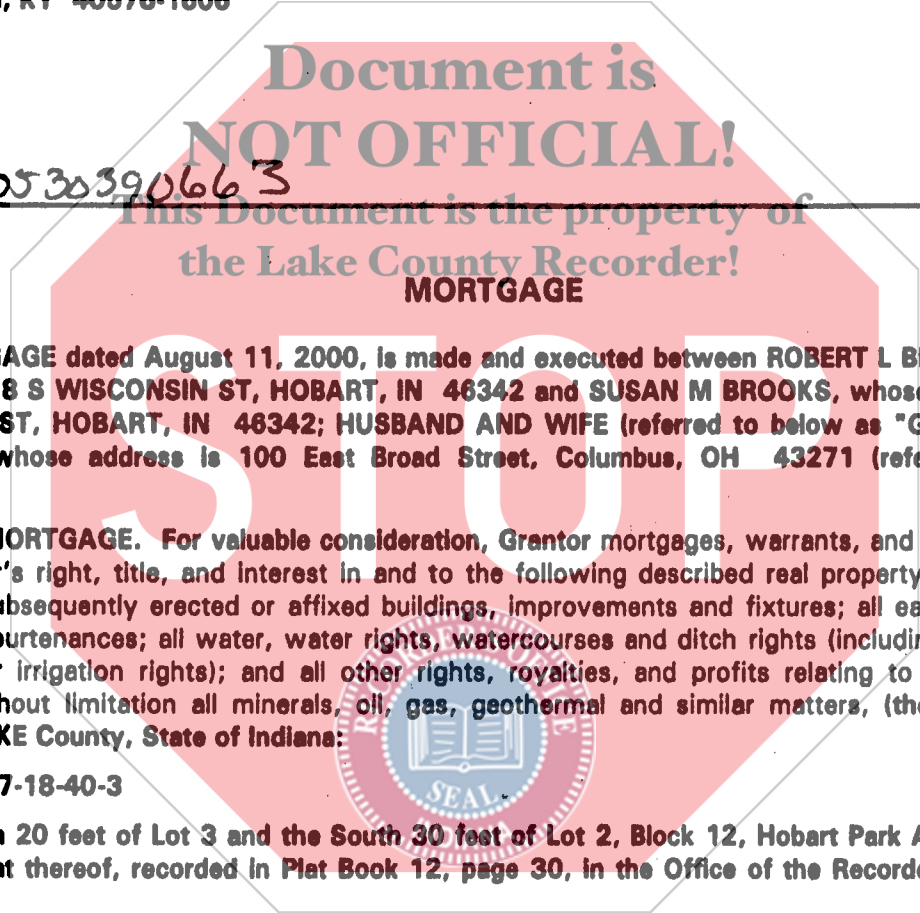 Document is
NOT OFFICIAL!
0530390663
This Document is the property of
the Lake County Recorder!
MORTGAGE
STOP
AGE dated August 11, 2000, is made and executed between ROBERT L B
8 S WISCONSIN ST, HOBART, IN 46342 and SUSAN M BROOKS, whose
ST, HOBART, IN 46342; HUSBAND AND WIFE (referred to below as "G
whose address is 100 East Broad Street, Columbus, OH 43271 (refe
ORTGAGE. For valuable consideration, Grantor mortgages, warrants, and
's right, title, and interest in and to the following described real property
bsequently erected or affixed buildings, improvements and fixtures; all ea
urtenances; all water, water rights, watercourses and ditch rights (includi
irrigation rights); and all other rights, royalties, and profits relating to
hout limitation all minerals, oil, gas, geothermal and similar matters, (the
KE County, State of Indiana:
SEAL
7-18-40-3
20 feet of Lot 3 and the South 30 feet of Lot 2, Block 12, Hobart Park A
t thereof, recorded in Plat Book 12, page 30, in the Office of the Recorde